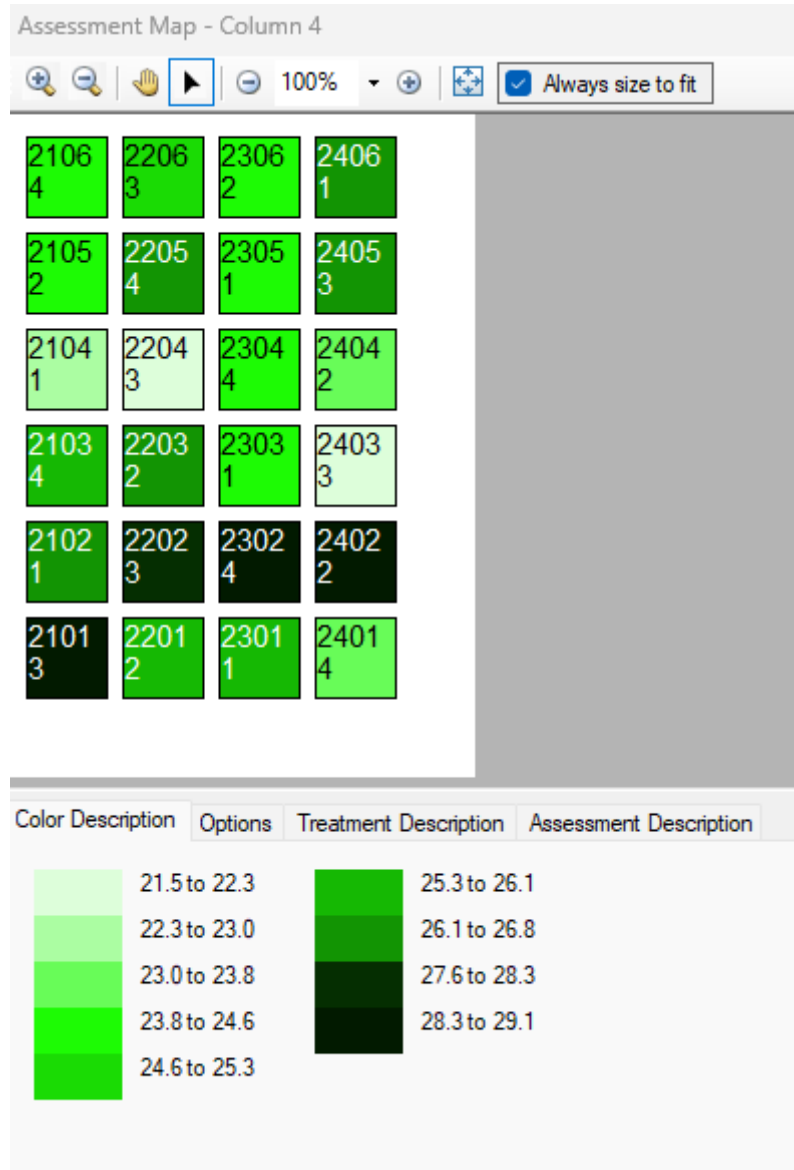 Assessment Map - Column 4
100% Always size to fit
2106 2206 2306 2406
4 3 2 1
2105 2205 2305 2405
2 4 1 3
2104 2204 2304 2404
1 3 4 2
2103 2203 2303 2403
4 2 1 3
2102 2202 2302 2402
1 3 4 2
2101 2201 2301 2401
3 2 1 4
Color Description Options Treatment Description Assessment Description
21.5 to 22.3 25.3 to 26.1
22.3 to 23.0 26.1 to 26.8
23.0 to 23.8 27.6 to 28.3
23.8 to 24.6 28.3 to 29.1
24.6 to 25.3